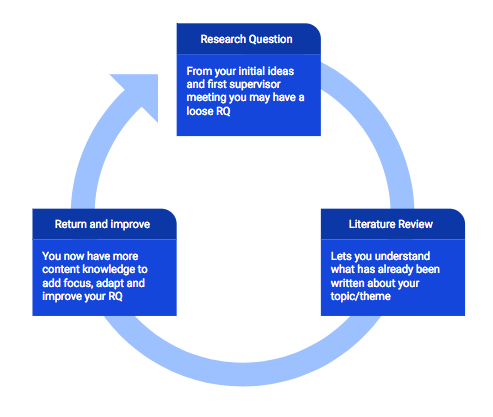 Research Question
From your initial ideas
and first supervisor
meeting you may have a
loose RQ
Literature Review
Lets you understand
what has already been
written about your
topic/theme
Return and improve
You now have more
content knowledge to
add focus, adapt and
improve your RQ